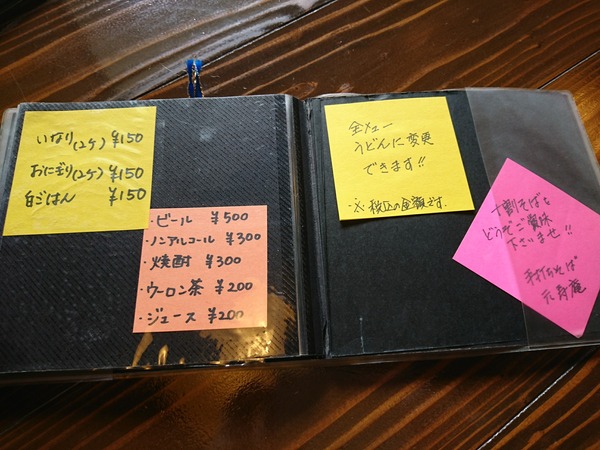 いなり(2ケ) ¥150
おにぎり(2ケ) ¥150
白ごはん ¥150
・ビール ¥500
・ノンアルコール ¥300
・焼酎 ¥300
・ウーロン茶 ¥200
・ジュース ¥200
全メニュー
うどんに変更
できます!!
※税込の金額です.
十割そばを
どうぞご賞味
下さいませ!!
手打ちそば
元寿庵